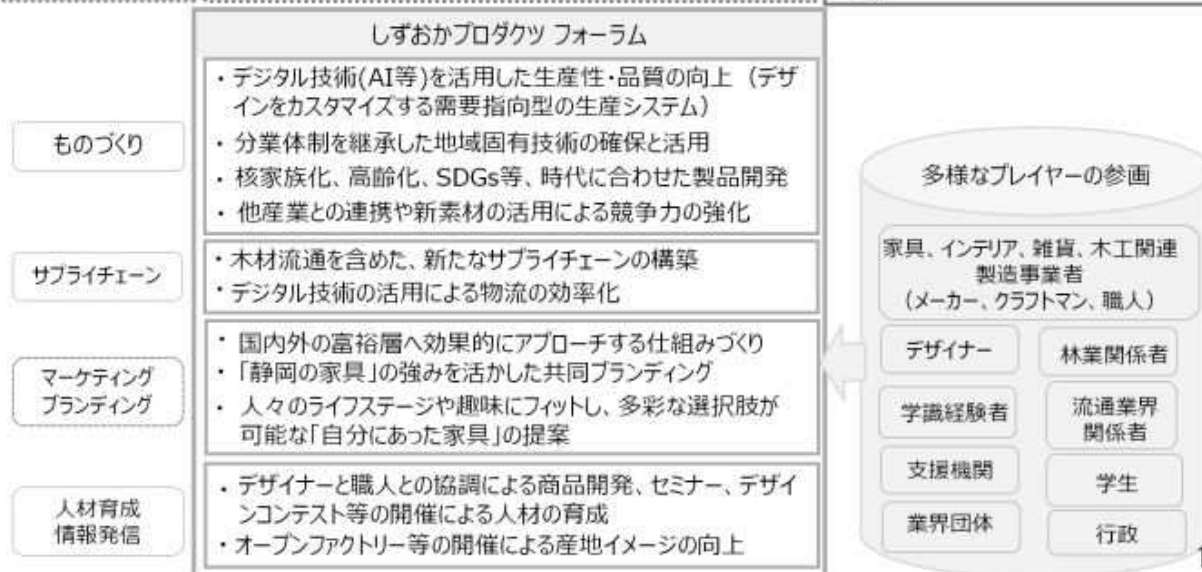 しずおかプロダクツ フォーラム
ものづくり
・デジタル技術(AI等)を活用した生産性・品質の向上（デザ
インをカスタマイズする需要指向型の生産システム）
・分業体制を継承した地域固有技術の確保と活用
・核家族化、高齢化、SDGs等、時代に合わせた製品開発
・他産業との連携や新素材の活用による競争力の強化
サプライチェーン
・木材流通を含めた、新たなサプライチェーンの構築
・デジタル技術の活用による物流の効率化
マーケティング
ブランディング
・国内外の富裕層へ効果的にアプローチする仕組みづくり
・「静岡の家具」の強みを活かした共同ブランディング
・人々のライフステージや趣味にフィットし、多彩な選択肢が
可能な「自分にあった家具」の提案
人材育成
情報発信
・デザイナーと職人との協調による商品開発、セミナー、デザイ
ンコンテスト等の開催による人材の育成
・オープンファクトリー等の開催による産地イメージの向上
多様なプレイヤーの参画
家具、インテリア、雑貨、木工関連
製造事業者
（メーカー、クラフトマン、職人）
デザイナー
林業関係者
学識経験者
流通業界
関係者
支援機関
学生
業界団体
行政